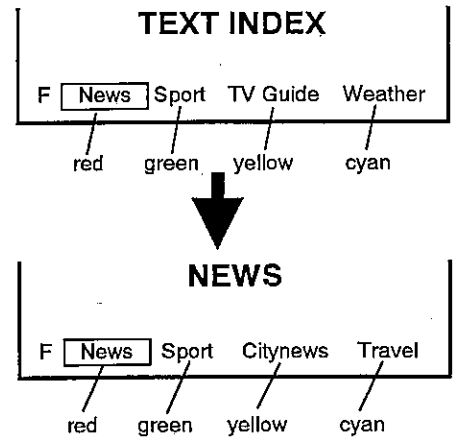 TEXT INDEX
F News Sport TV Guide Weather
red green yellow cyan
NEWS
F News Sport Citynews Travel
red green yellow cyan